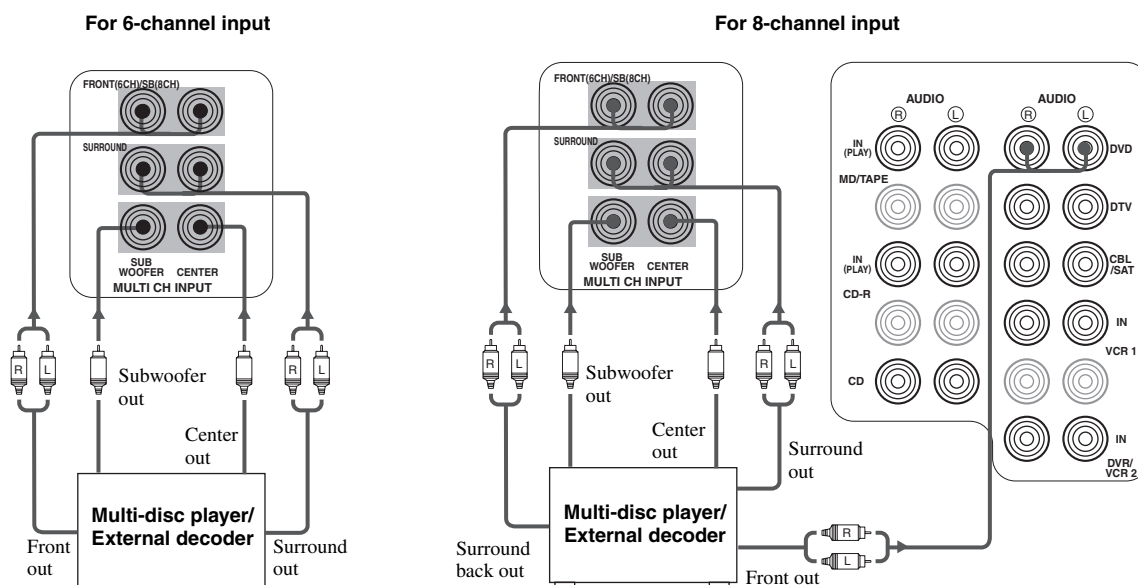 For 6-channel input
FRONT(6CH)/SB(8CH)
SURROUND
SUB
WOOFER
CENTER
MULTI CH INPUT
R
L
R
L
Subwoofer
out
Center
out
Multi-disc player/
External decoder
Front
out
Surround
out
For 8-channel input
FRONT(6CH)/SB(8CH)
SURROUND
SUB
WOOFER
CENTER
MULTI CH INPUT
R
L
R
L
Subwoofer
out
Center
out
Surround
out
Multi-disc player/
External decoder
Surround
back out
Front out
R
L
AUDIO
R
L
IN
(PLAY)
MD/TAPE
IN
(PLAY)
CD-R
CD
AUDIO
R
L
DVD
DTV
CBL
/SAT
IN
VCR 1
IN
DVR/
VCR 2